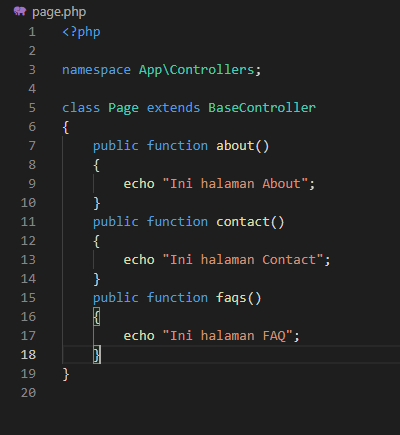 page.php
1 <?php
2
3 namespace App\Controllers;
4
5 class Page extends BaseController
6 {
7     public function about()
8     {
9         echo "Ini halaman About";
10     }
11     public function contact()
12     {
13         echo "Ini halaman Contact";
14     }
15     public function faqs()
16     {
17         echo "Ini halaman FAQ";
18     }
19 }
20